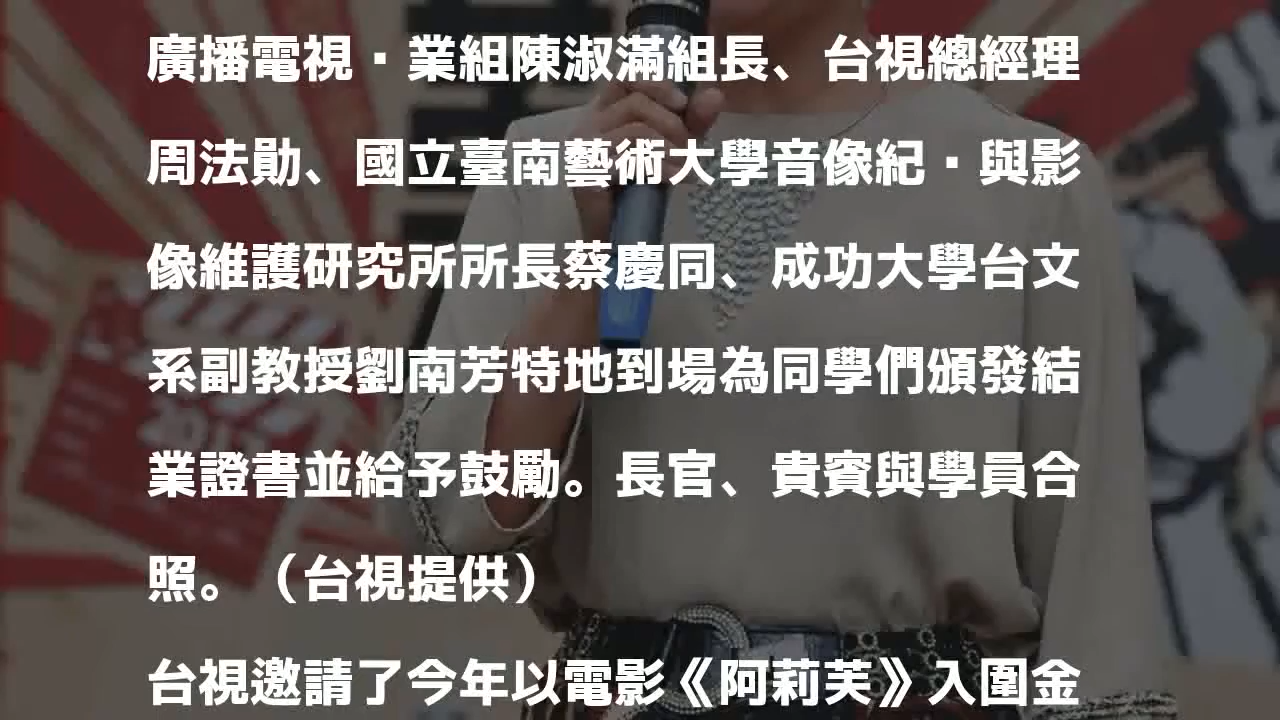 廣播電視·業組陳淑滿組長、台視總經理
周法勛、國立臺南藝術大學音像紀·與影
像維護研究所所長蔡慶同、成功大學台文
系副教授劉南芳特地到場為同學們頒發結
業證書並給予鼓勵。長官、貴賓與學員合
照。（台視提供）
台視邀請了今年以電影《阿莉芙》入圍金
2017